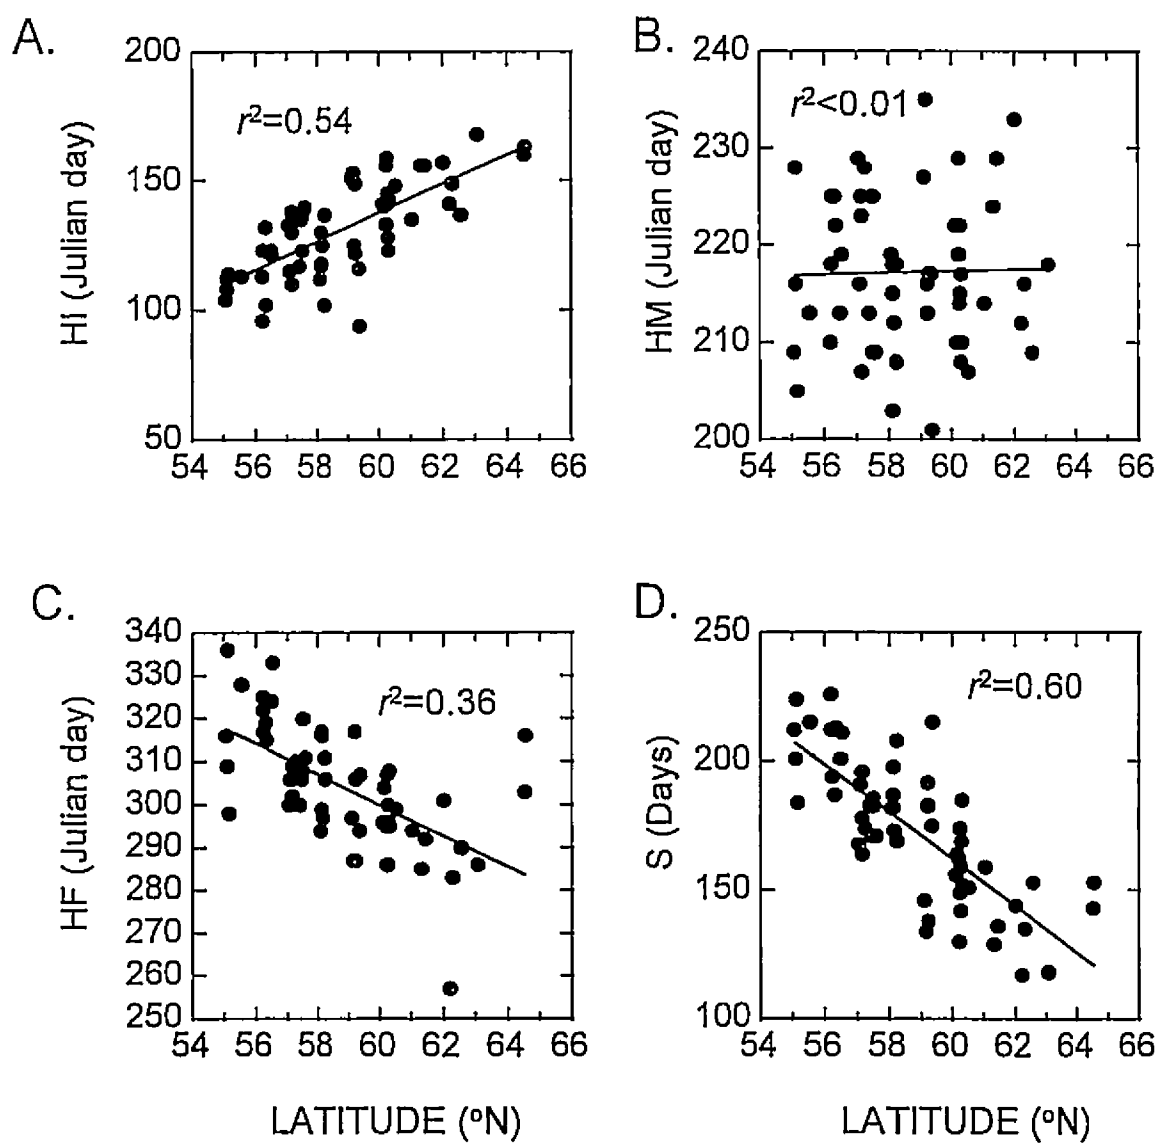 A.
200
150
100
50
HI (Julian day)
r²=0.54
54 56 58 60 62 64 66
B.
240
230
220
210
200
HM (Julian day)
r²<0.01
54 56 58 60 62 64 66
C.
340
330
320
310
300
290
280
270
260
250
HF (Julian day)
r²=0.36
54 56 58 60 62 64 66
LATITUDE (ºN)
D.
250
200
150
100
S (Days)
r²=0.60
54 56 58 60 62 64 66
LATITUDE (ºN)